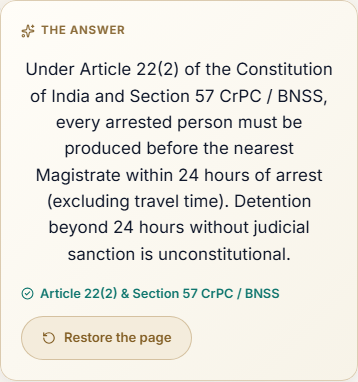 THE ANSWER
Under Article 22(2) of the Constitution
of India and Section 57 CrPC / BNSS,
every arrested person must be
produced before the nearest
Magistrate within 24 hours of arrest
(excluding travel time). Detention
beyond 24 hours without judicial
sanction is unconstitutional.
Article 22(2) & Section 57 CrPC / BNSS
Restore the page